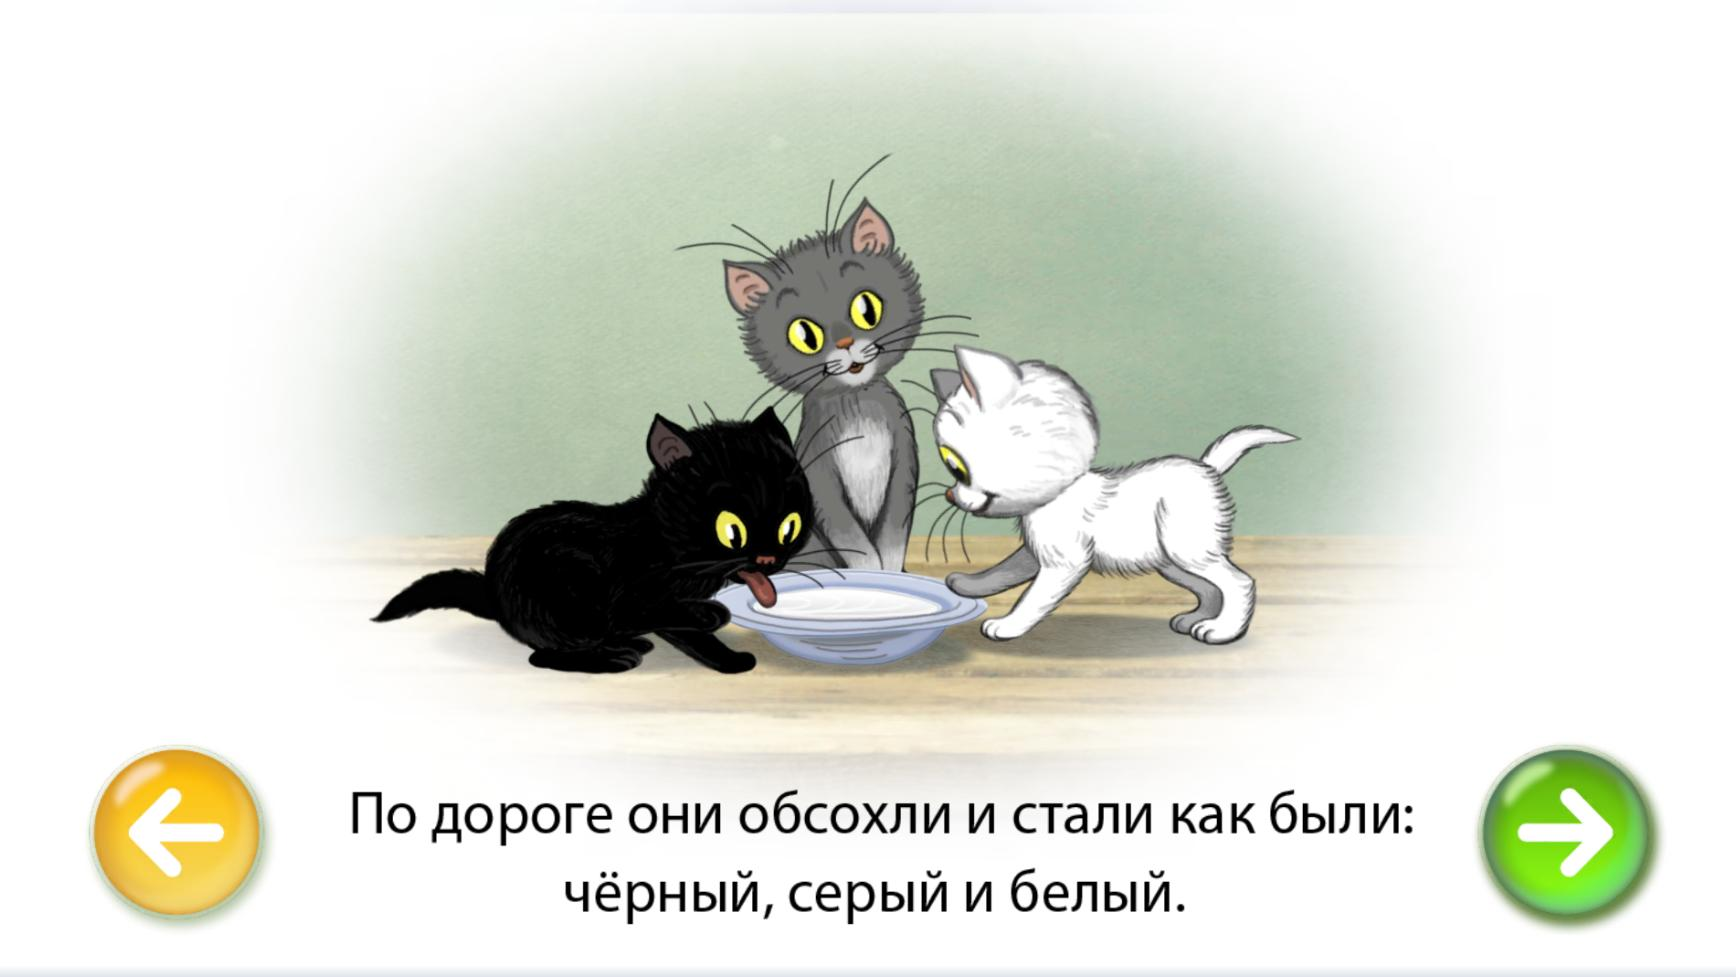 По дороге они обсохли и стали как были:
чёрный, серый и белый.